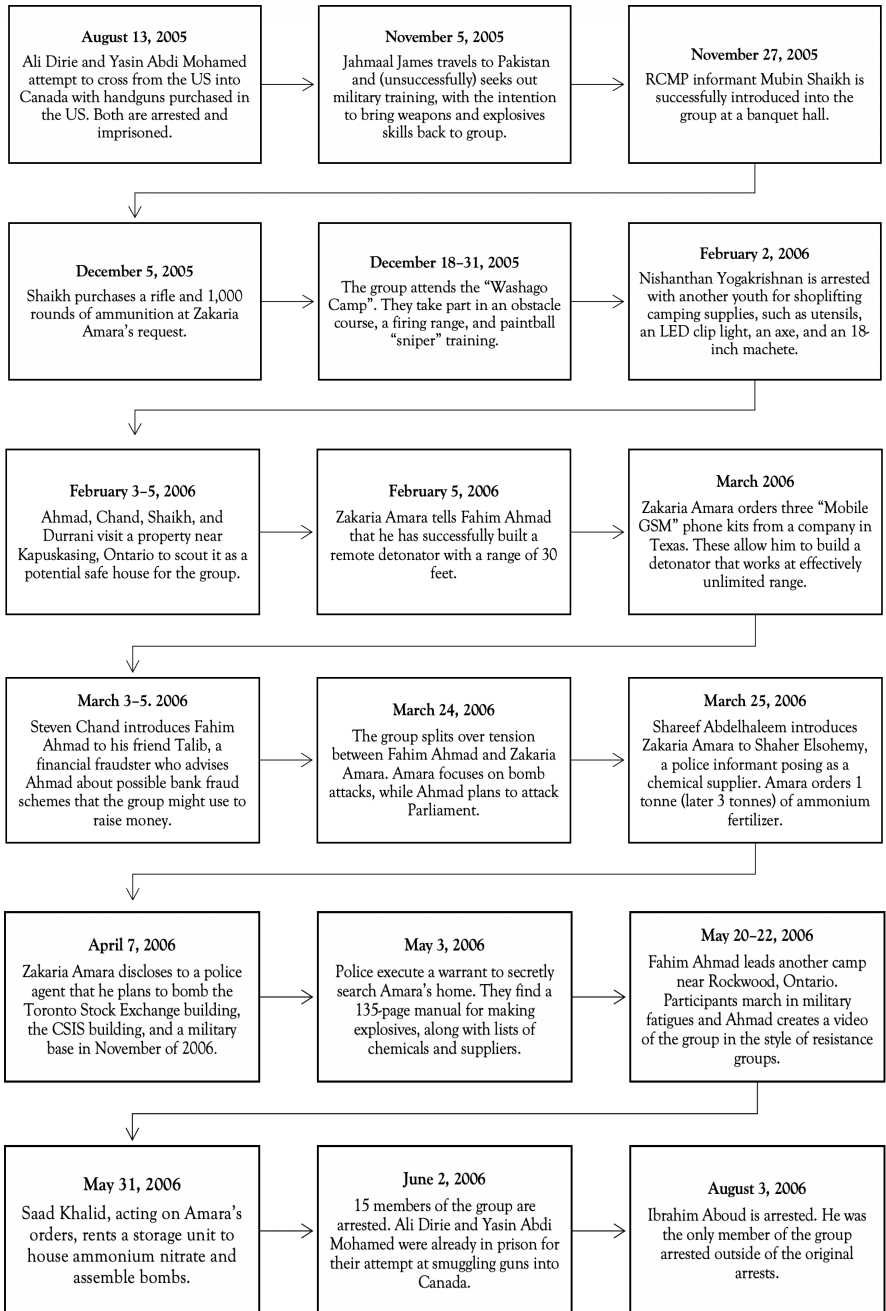 August 13, 2005
Ali Dirie and Yasin Abdi Mohamed
attempt to cross from the US into
Canada with handguns purchased in
the US. Both are arrested and
imprisoned.
November 5, 2005
Jahmaal James travels to Pakistan
and (unsuccessfully) seeks out
military training, with the intention
to bring weapons and explosives
skills back to group.
November 27, 2005
RCMP informant Mubin Shaikh is
successfully introduced into the
group at a banquet hall.
December 5, 2005
Shaikh purchases a rifle and 1,000
rounds of ammunition at Zakaria
Amara's request.
December 18–31, 2005
The group attends the “Washago
Camp”. They take part in an obstacle
course, a firing range, and paintball
“sniper” training.
February 2, 2006
Nishanthan Yogakrishnan is arrested
with another youth for shoplifting
camping supplies, such as utensils,
an LED clip light, an axe, and an 18-
inch machete.
February 3–5, 2006
Ahmad, Chand, Shaikh, and
Durrani visit a property near
Kapuskasing, Ontario to scout it as a
potential safe house for the group.
February 5, 2006
Zakaria Amara tells Fahim Ahmad
that he has successfully built a
remote detonator with a range of 30
feet.
March 2006
Zakaria Amara orders three “Mobile
GSM” phone kits from a company in
Texas. These allow him to build a
detonator that works at effectively
unlimited range.
March 3–5. 2006
Steven Chand introduces Fahim
Ahmad to his friend Talib, a
financial fraudster who advises
Ahmad about possible bank fraud
schemes that the group might use to
raise money.
March 24, 2006
The group splits over tension
between Fahim Ahmad and Zakaria
Amara. Amara focuses on bomb
attacks, while Ahmad plans to attack
Parliament.
March 25, 2006
Shareef Abdelhaleem introduces
Zakaria Amara to Shaher Elsohemy,
a police informant posing as a
chemical supplier. Amara orders 1
tonne (later 3 tonnes) of ammonium
fertilizer.
April 7, 2006
Zakaria Amara discloses to a police
agent that he plans to bomb the
Toronto Stock Exchange building,
the CSIS building, and a military
base in November of 2006.
May 3, 2006
Police execute a warrant to secretly
search Amara's home. They find a
135-page manual for making
explosives, along with lists of
chemicals and suppliers.
May 20–22, 2006
Fahim Ahmad leads another camp
near Rockwood, Ontario.
Participants march in military
fatigues and Ahmad creates a video
of the group in the style of resistance
groups.
May 31, 2006
Saad Khalid, acting on Amara's
orders, rents a storage unit to
house ammonium nitrate and
assemble bombs.
June 2, 2006
15 members of the group are
arrested. Ali Dirie and Yasin Abdi
Mohamed were already in prison for
their attempt at smuggling guns into
Canada.
August 3, 2006
Ibrahim Aboud is arrested. He was
the only member of the group
arrested outside of the original
arrests.